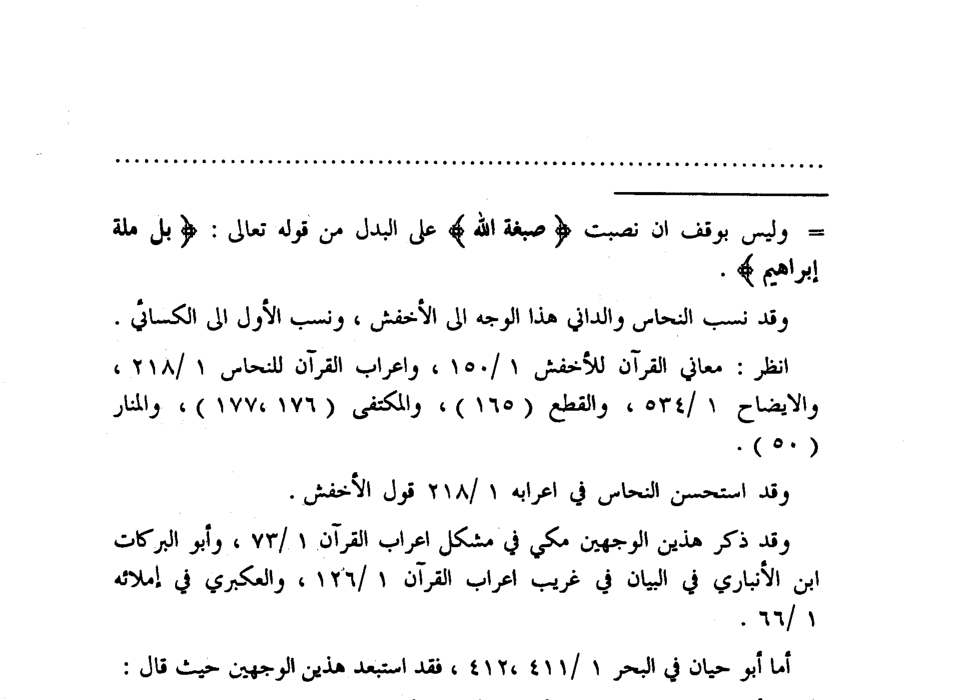 = وليس بوقف ان نصبت ﴿ صبغة الله ﴾ على البدل من قوله تعالى : ﴿ بل ملة
إبراهيم ﴾ .
وقد نسب النحاس والداني هذا الوجه الى الأخفش ، ونسب الأول الى الكسائي .
انظر : معاني القرآن للأخفش ١ /١٥٠ ، واعراب القرآن للنحاس ١ /٢١٨ ،
والايضاح ١ /٥٣٤ ، والقطع ( ١٦٥ ) ، والمكتفى ( ١٧٦ ،١٧٧ ) ، والمنار
( ٥٠ ) .
وقد استحسن النحاس في اعرابه ١ /٢١٨ قول الأخفش .
وقد ذكر هذين الوجهين مكي في مشكل اعراب القرآن ١ /٧٣ ، وأبو البركات
ابن الأنباري في البيان في غريب اعراب القرآن ١ /١٢٦ ، والعكبري في إملائه
١ /٦٦ .
أما أبو حيان في البحر ١ /٤١١ ،٤١٢ ، فقد استبعد هذين الوجهين حيث قال :